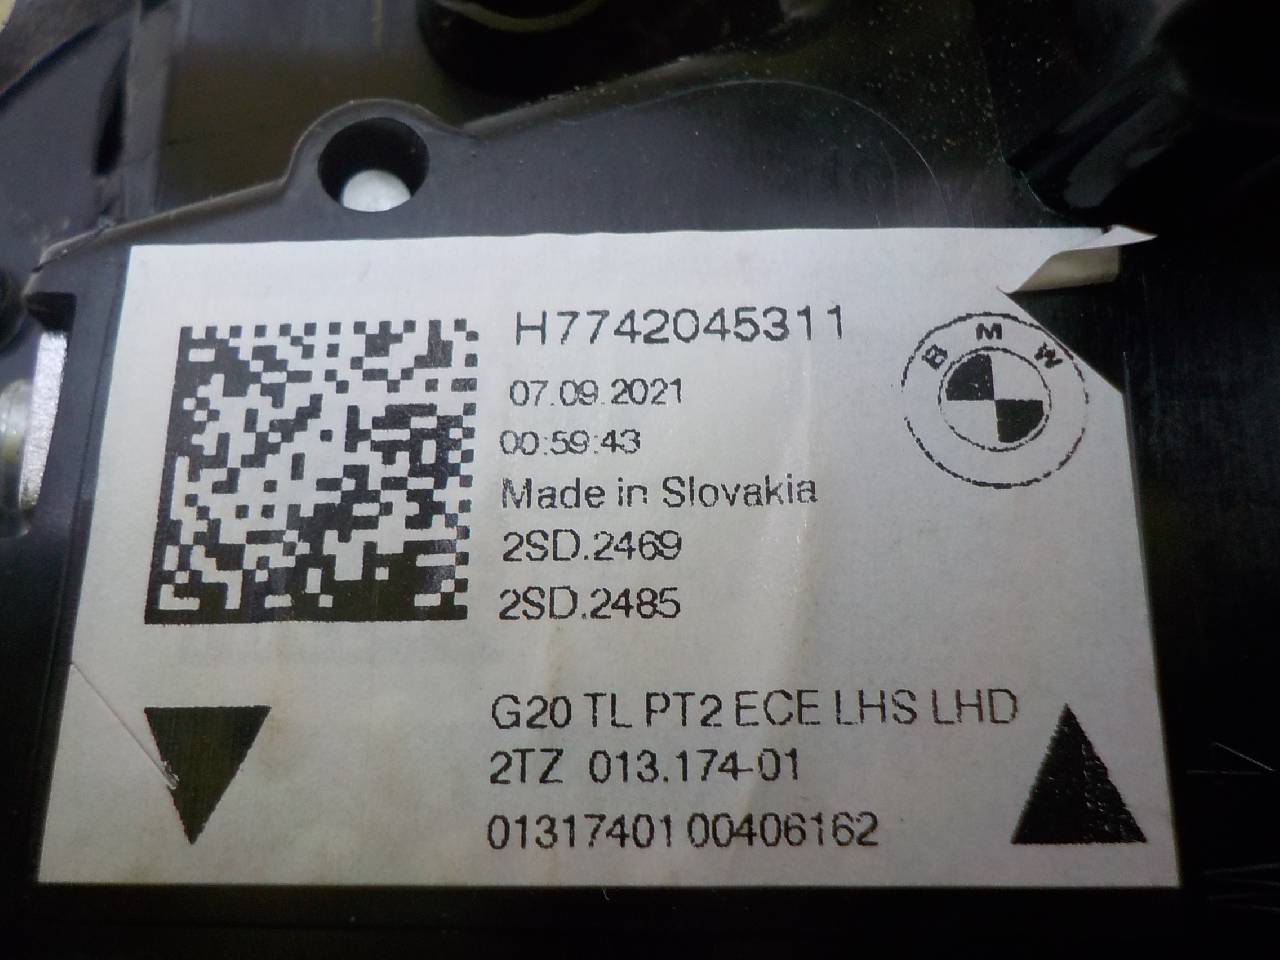 H7742045311
BMW
07.09.2021
00:59:43
Made in Slovakia
2SD.2469
2SD.2485
G20 TL PT2 ECE LHS LHD
2TZ 013.174-01
01317401 00406162